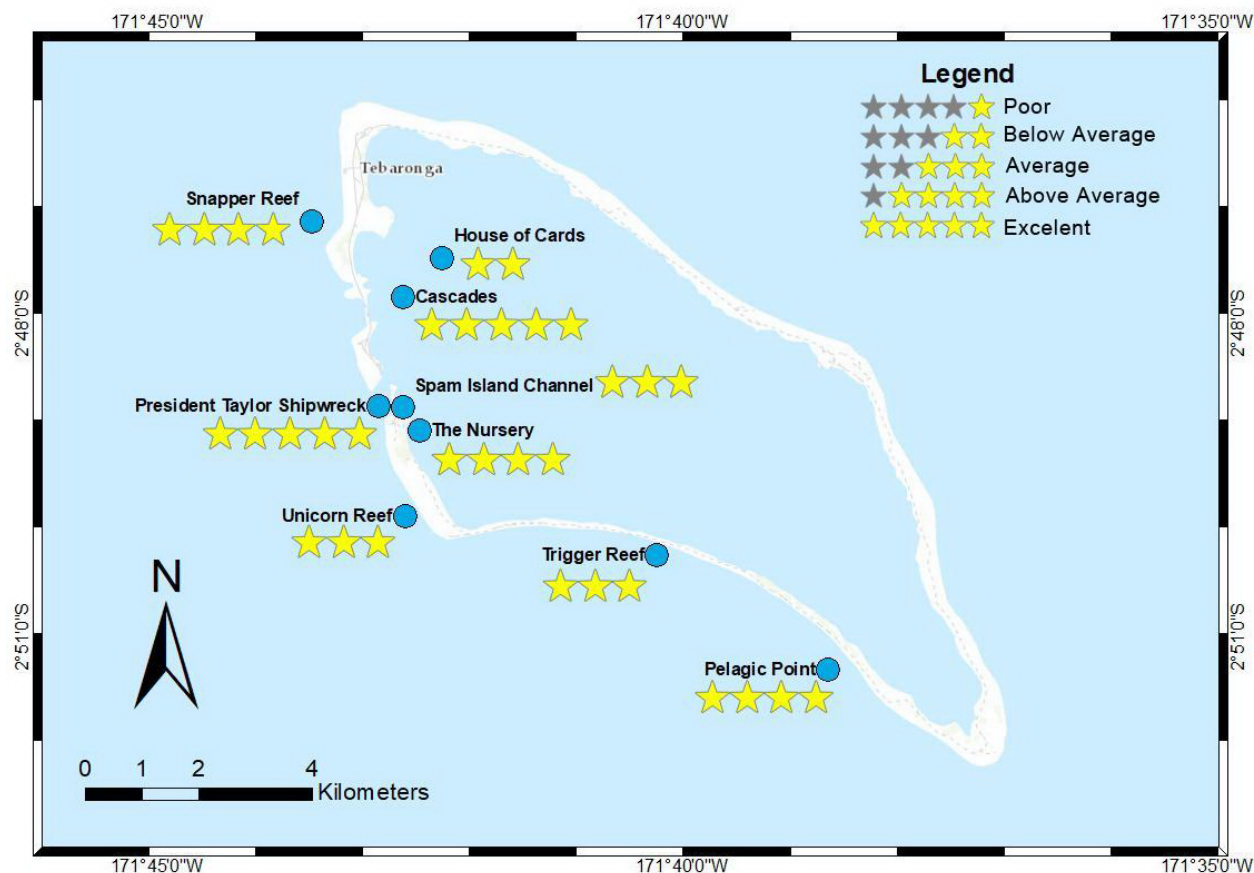 171°45'0"W
171°40'0"W
171°35'0"W
Legend
Poor
Below Average
Average
Above Average
Excelent
Tebaronga
Snapper Reef
House of Cards
Cascades
2°48'0"S
2°48'0"S
Spam Island Channel
President Taylor Shipwreck
The Nursery
Unicorn Reef
Trigger Reef
N
2°51'0"S
2°51'0"S
Pelagic Point
0 1 2 4
Kilometers
171°45'0"W
171°40'0"W
171°35'0"W